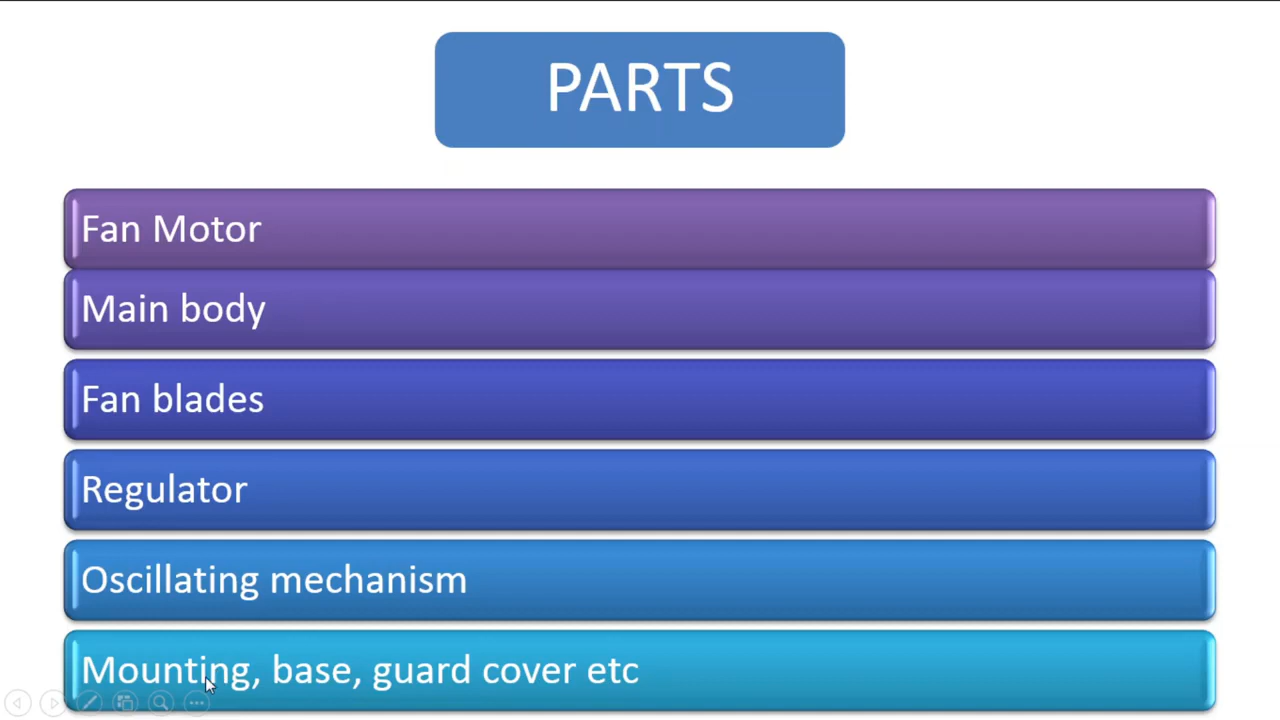 PARTS
Fan Motor
Main body
Fan blades
Regulator
Oscillating mechanism
Mounting, base, guard cover etc